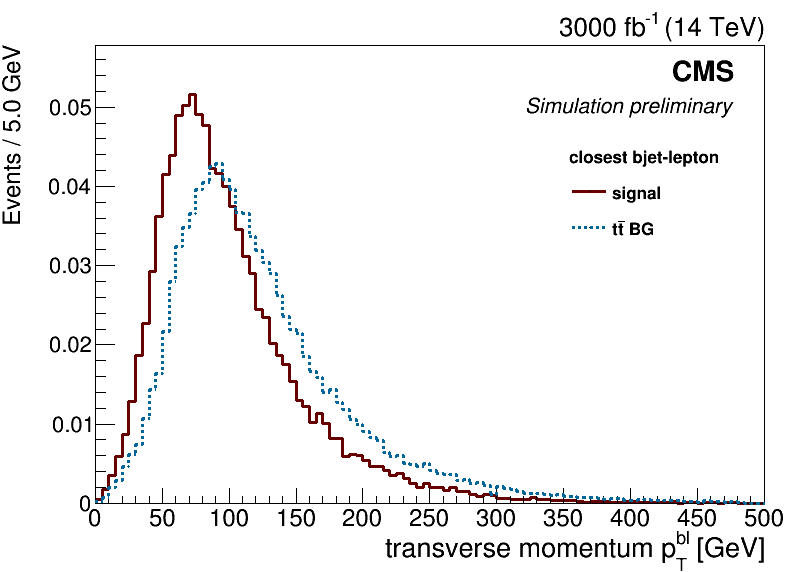 3000 fb-1 (14 TeV)
CMS
Simulation preliminary
closest bjet-lepton
signal
tt̄ BG
Events / 5.0 GeV
0.05
0.04
0.03
0.02
0.01
0
0 50 100 150 200 250 300 350 400 450 500
transverse momentum p_T^bl [GeV]